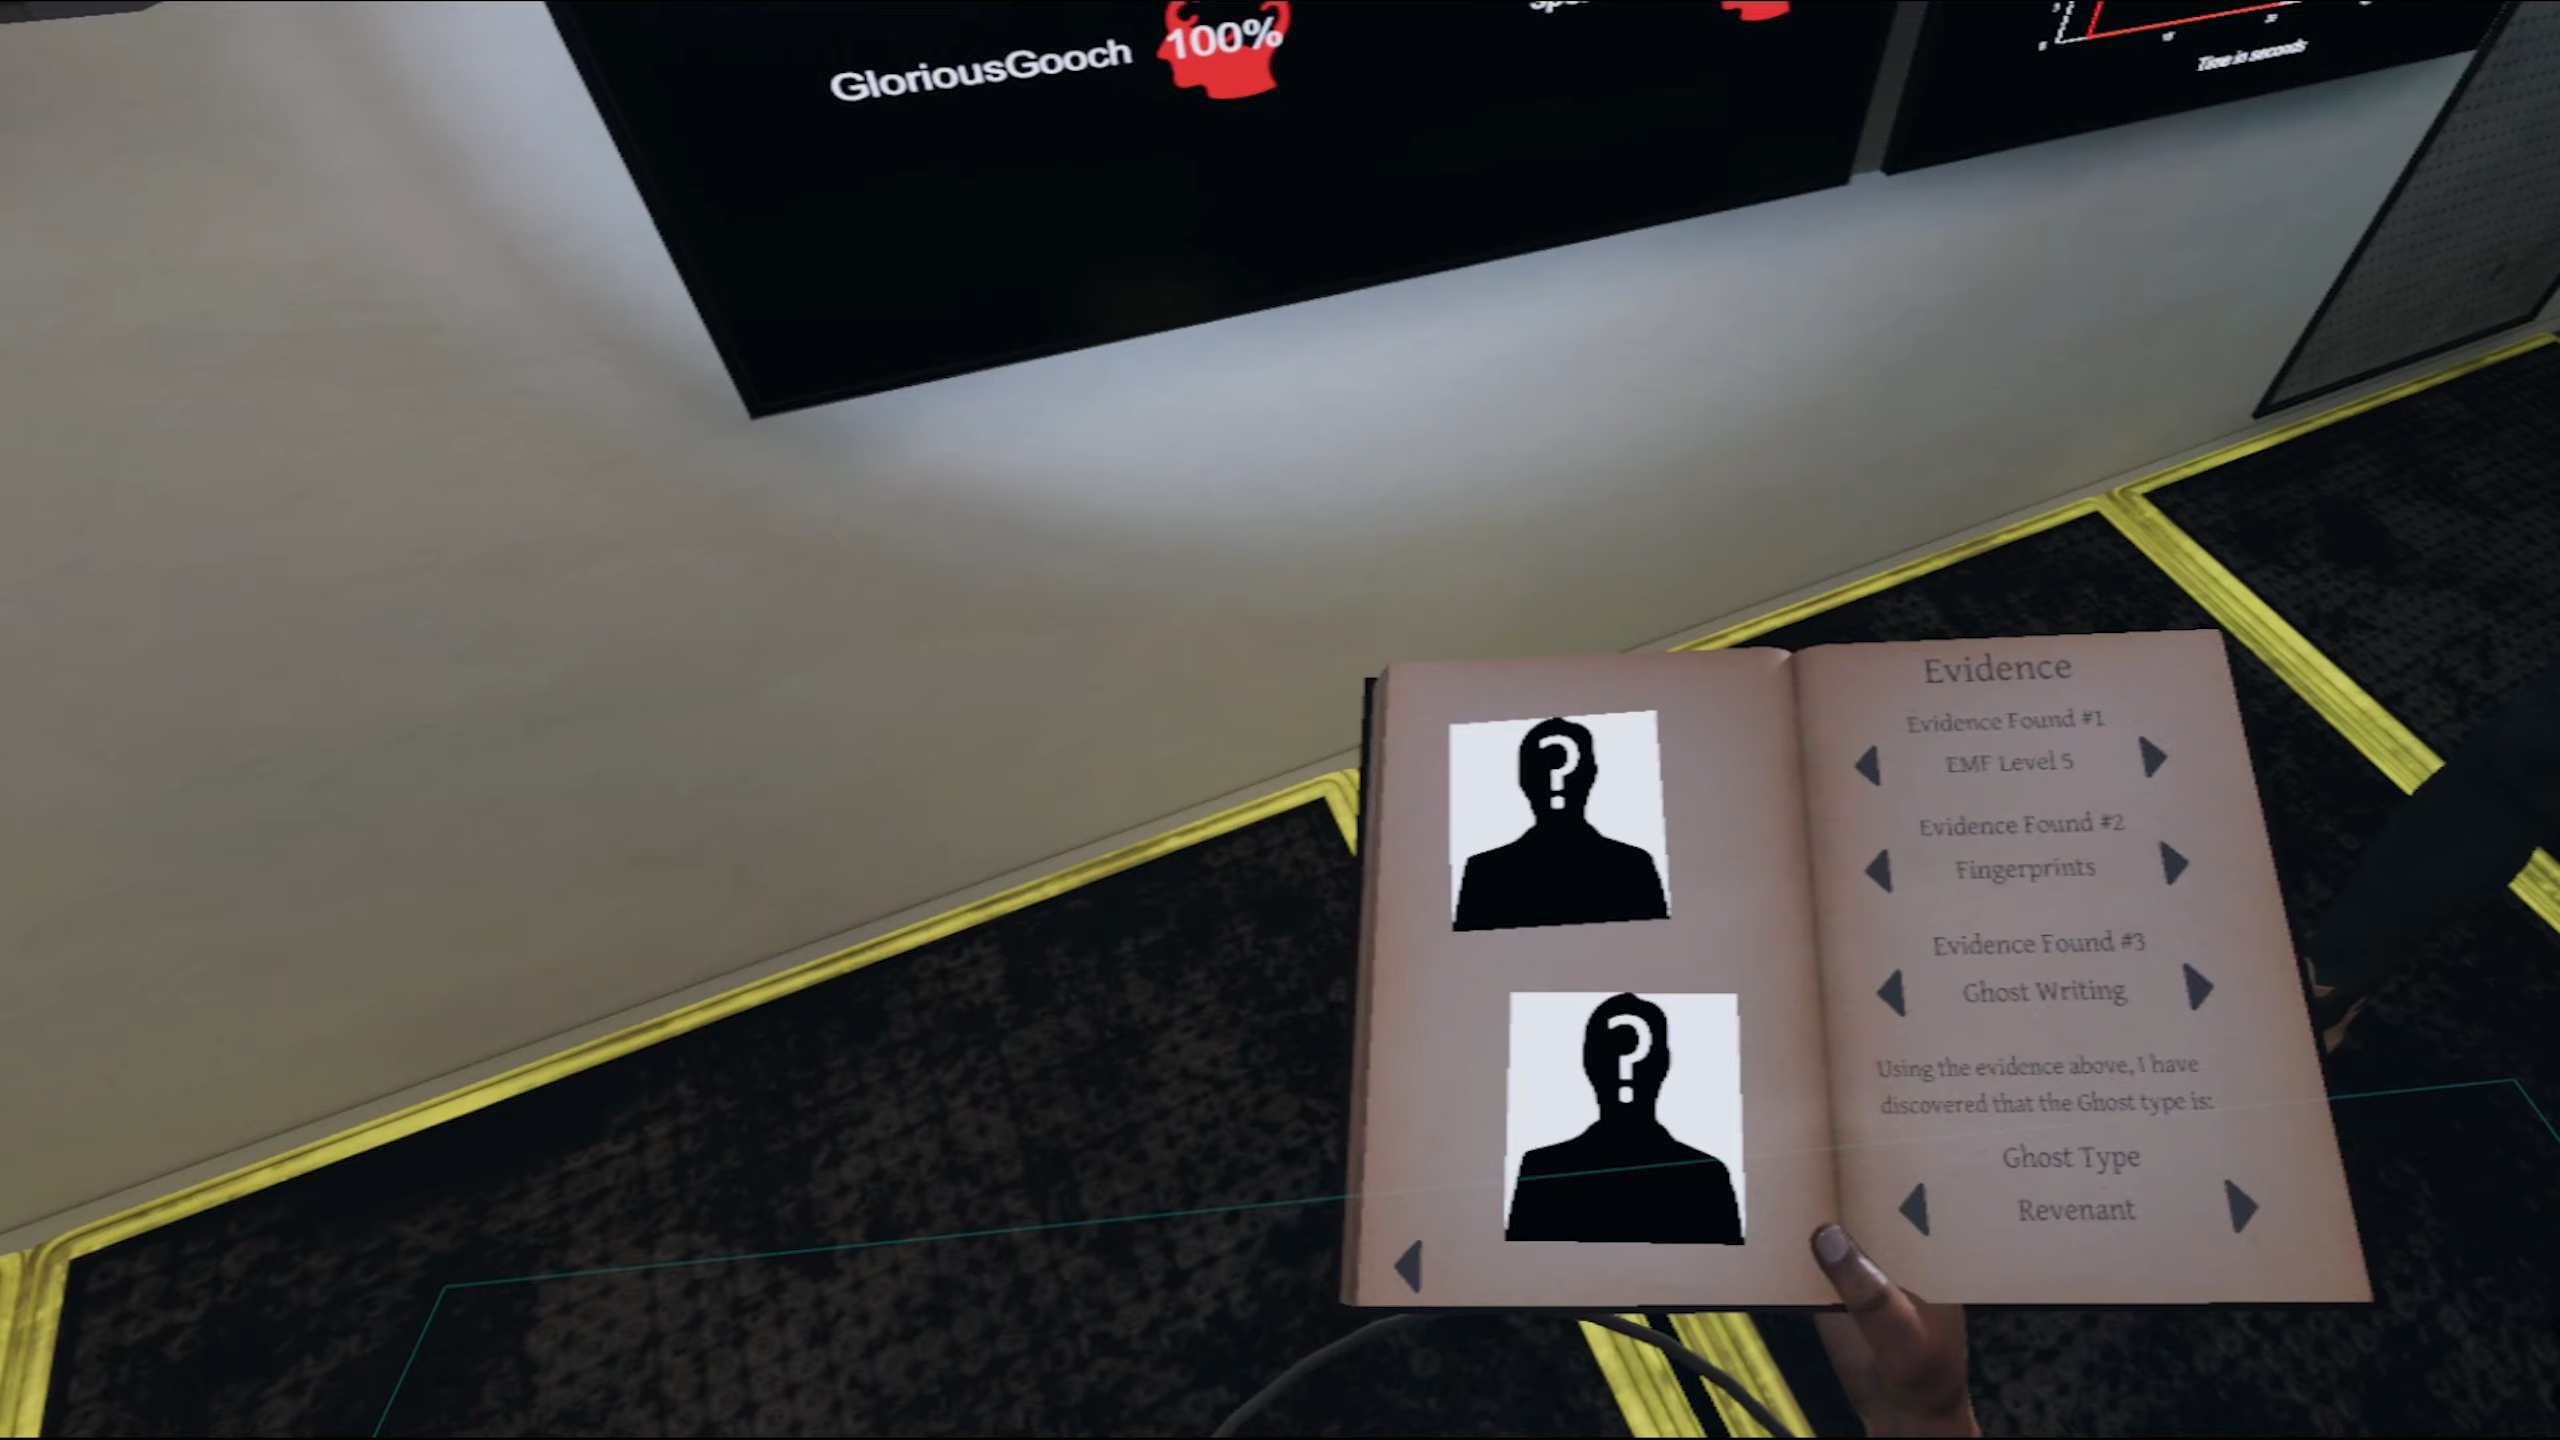 GloriousGooch 100%
Time in seconds
Evidence
Evidence Found #1
EMF Level 5
Evidence Found #2
Fingerprints
Evidence Found #3
Ghost Writing
Using the evidence above, I have
discovered that the Ghost type is:
Ghost Type
Revenant